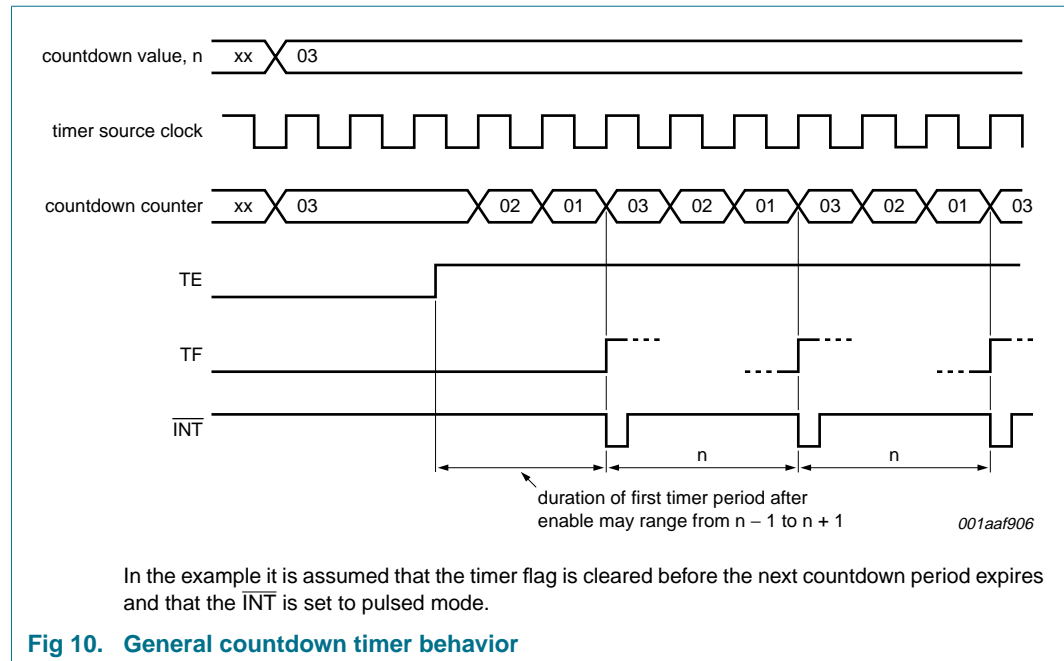 countdown value, n xx 03
timer source clock
countdown counter xx 03 02 01 03 02 01 03 02 01 03
TE
TF
INT
n n
duration of first timer period after
enable may range from n − 1 to n + 1
001aaf906
In the example it is assumed that the timer flag is cleared before the next countdown period expires
and that the INT is set to pulsed mode.
Fig 10. General countdown timer behavior